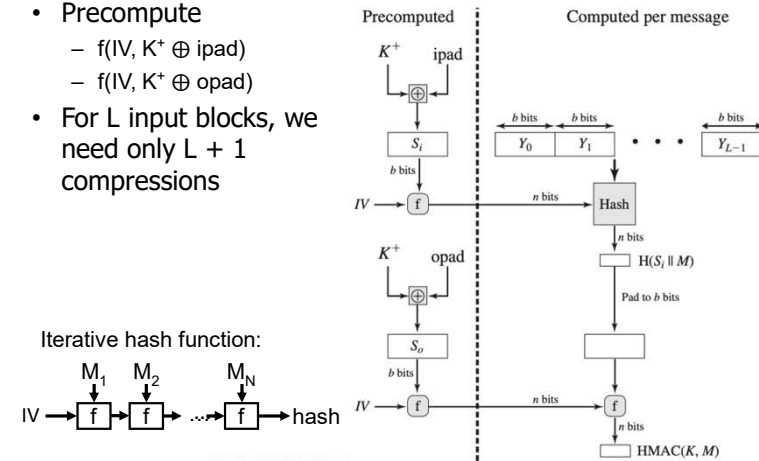 • Precompute
– f(IV, K⁺ ⊕ ipad)
– f(IV, K⁺ ⊕ opad)
• For L input blocks, we
need only L + 1
compressions
Iterative hash function:
M₁ M₂ M_N
IV f f ... f hash
Precomputed
K⁺ ipad
⊕
Sᵢ
b bits
IV f
K⁺ opad
⊕
Sₒ
b bits
IV f
Computed per message
b bits b bits b bits
Y₀ Y₁ • • • Y_{L−1}
n bits Hash
n bits
H(Sᵢ ‖ M)
Pad to b bits
n bits f
n bits
HMAC(K, M)